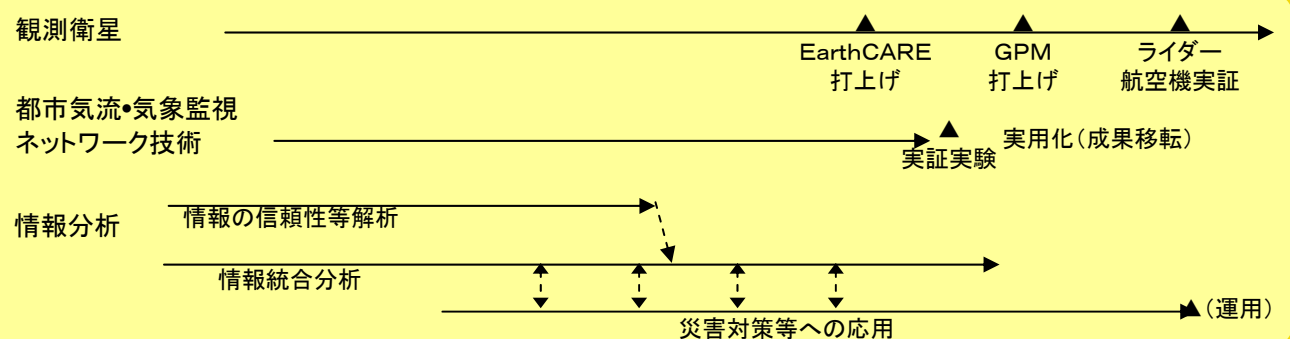 観測衛星
EarthCARE
打上げ
GPM
打上げ
ライダー
航空機実証
都市気流•気象監視
ネットワーク技術
実証実験
実用化(成果移転)
情報分析
情報の信頼性等解析
情報統合分析
災害対策等への応用
(運用)